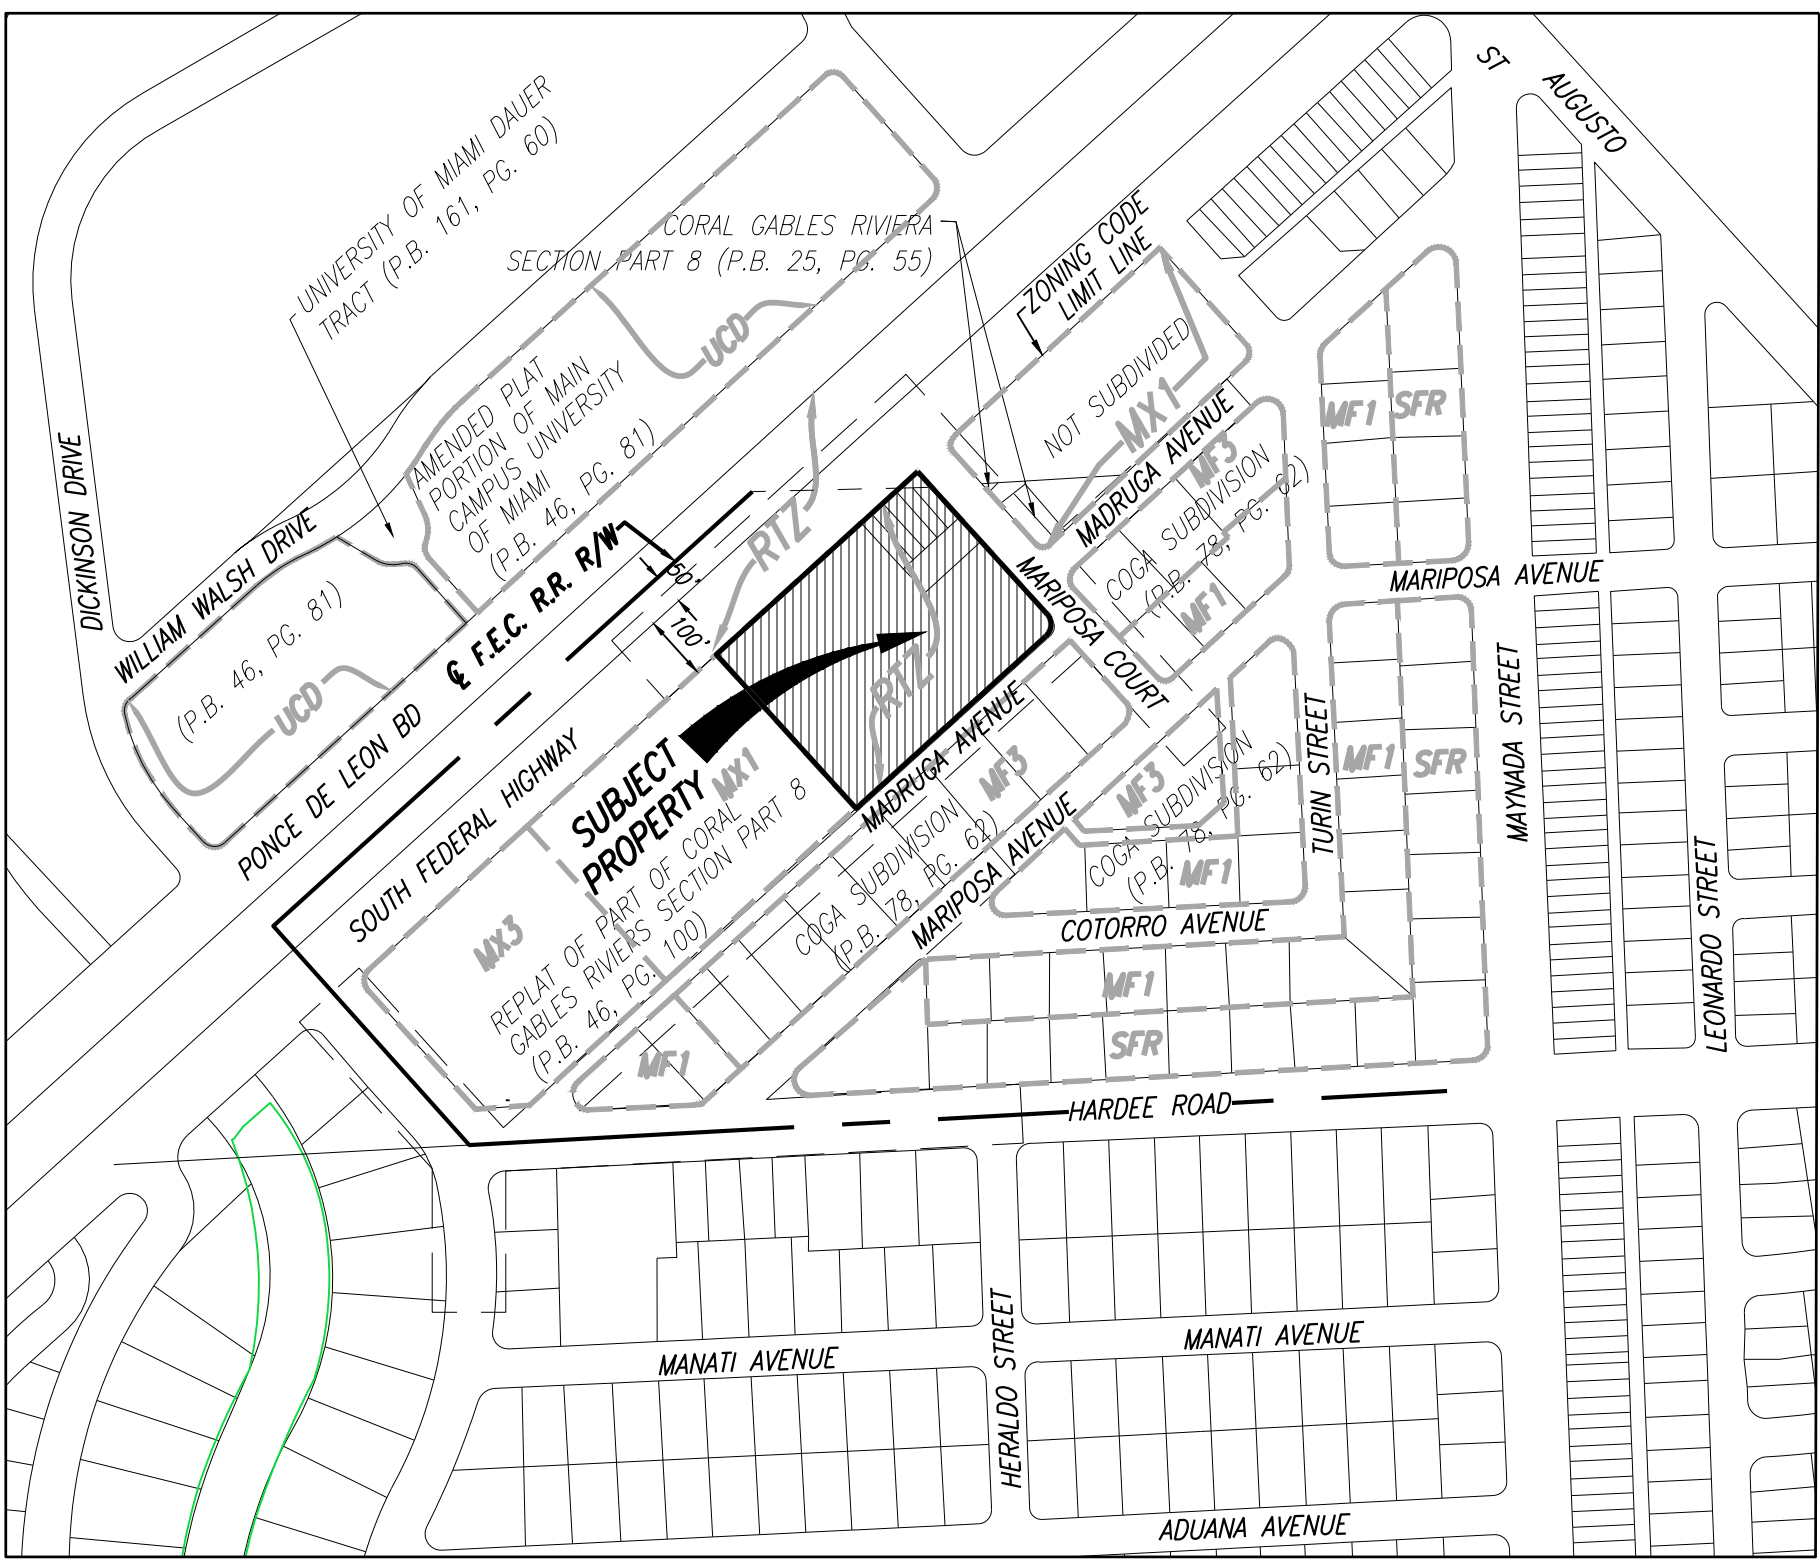 ST
AUGUSTO
UNIVERSITY OF MIAMI DAUER
TRACT (P.B. 161, PG. 60)
CORAL GABLES RIVIERA
SECTION PART 8 (P.B. 25, PG. 55)
ZONING CODE
LIMIT LINE
UCD
AMENDED PLAT
PORTION OF MAIN
CAMPUS UNIVERSITY
OF MIAMI
(P.B. 46, PG. 81)
NOT SUBDIVIDED
MX1
MADRUGA AVENUE
MF3
COGA SUBDIVISION
(P.B. 78, PG. 62)
MF1
MF1
SFR
DICKINSON DRIVE
WILLIAM WALSH DRIVE
(P.B. 46, PG. 81)
UCD
℄ F.E.C. R.R. R/W
50'
100'
RTZ
RTZ
MARIPOSA COURT
MARIPOSA AVENUE
PONCE DE LEON BD
SOUTH FEDERAL HIGHWAY
SUBJECT
PROPERTY
MX1
MX3
REPLAT OF PART OF CORAL
GABLES RIVIERS SECTION PART 8
(P.B. 46, PG. 100)
MADRUGA AVENUE
MF3
COGA SUBDIVISION
(P.B. 78, PG. 62)
MARIPOSA AVENUE
MF3
COGA SUBDIVISION
(P.B. 78, PG. 62)
MF1
TURIN STREET
MF1
SFR
MAYNADA STREET
LEONARDO STREET
COTORRO AVENUE
MF1
SFR
MF1
HARDEE ROAD
MANATI AVENUE
HERALDO STREET
MANATI AVENUE
ADUANA AVENUE